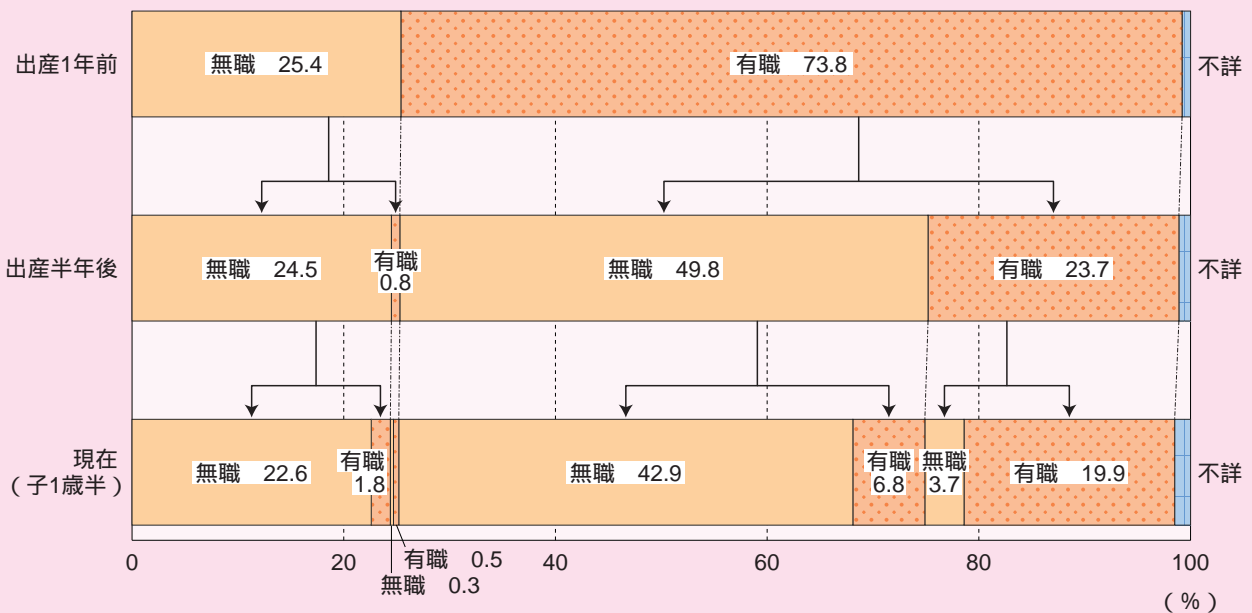 出産1年前
無職 25.4
有職 73.8
不詳
出産半年後
無職 24.5
有職
0.8
無職 49.8
有職 23.7
不詳
現在
(子1歳半)
無職 22.6
有職
1.8
無職 42.9
有職
6.8
無職
3.7
有職 19.9
不詳
0 20 40 60 80 100
有職 0.5
無職 0.3
(%)